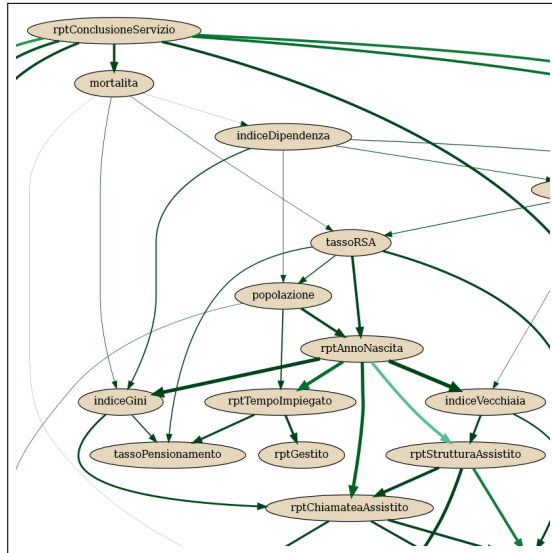 rptConclusioneServizio
mortalita
indiceDipendenza
tassoRSA
popolazione
rptAnnoNascita
indiceGini
rptTempoImpiegato
indiceVecchiaia
tassoPensionamento
rptGestito
rptStrutturaAssistito
rptChiamateaAssistito